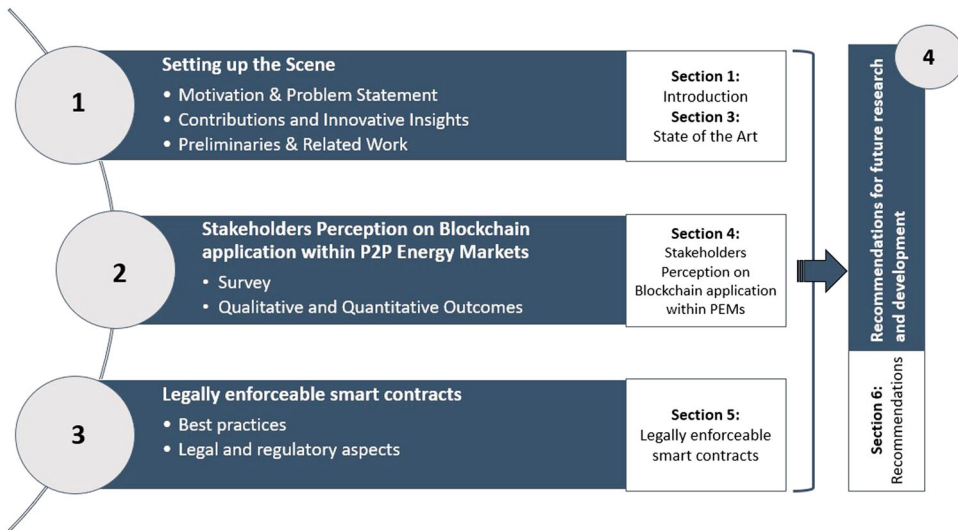 1
Setting up the Scene
• Motivation & Problem Statement
• Contributions and Innovative Insights
• Preliminaries & Related Work
Section 1:
Introduction
Section 3:
State of the Art
2
Stakeholders Perception on Blockchain
application within P2P Energy Markets
• Survey
• Qualitative and Quantitative Outcomes
Section 4:
Stakeholders
Perception on
Blockchain application
within PEMs
3
Legally enforceable smart contracts
• Best practices
• Legal and regulatory aspects
Section 5:
Legally enforceable
smart contracts
4
Recommendations for future research
and development
Section 6:
Recommendations